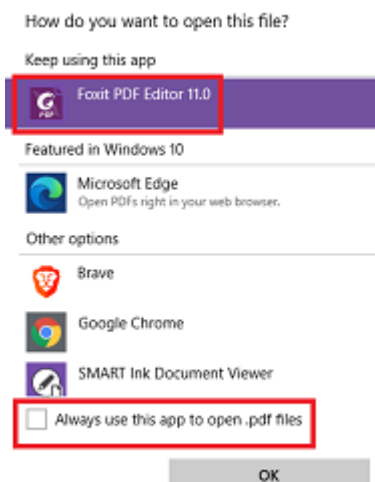 How do you want to open this file?
Keep using this app
Foxit PDF Editor 11.0
Featured in Windows 10
Microsoft Edge
Open PDFs right in your web browser.
Other options
Brave
Google Chrome
SMART Ink Document Viewer
Always use this app to open .pdf files
OK